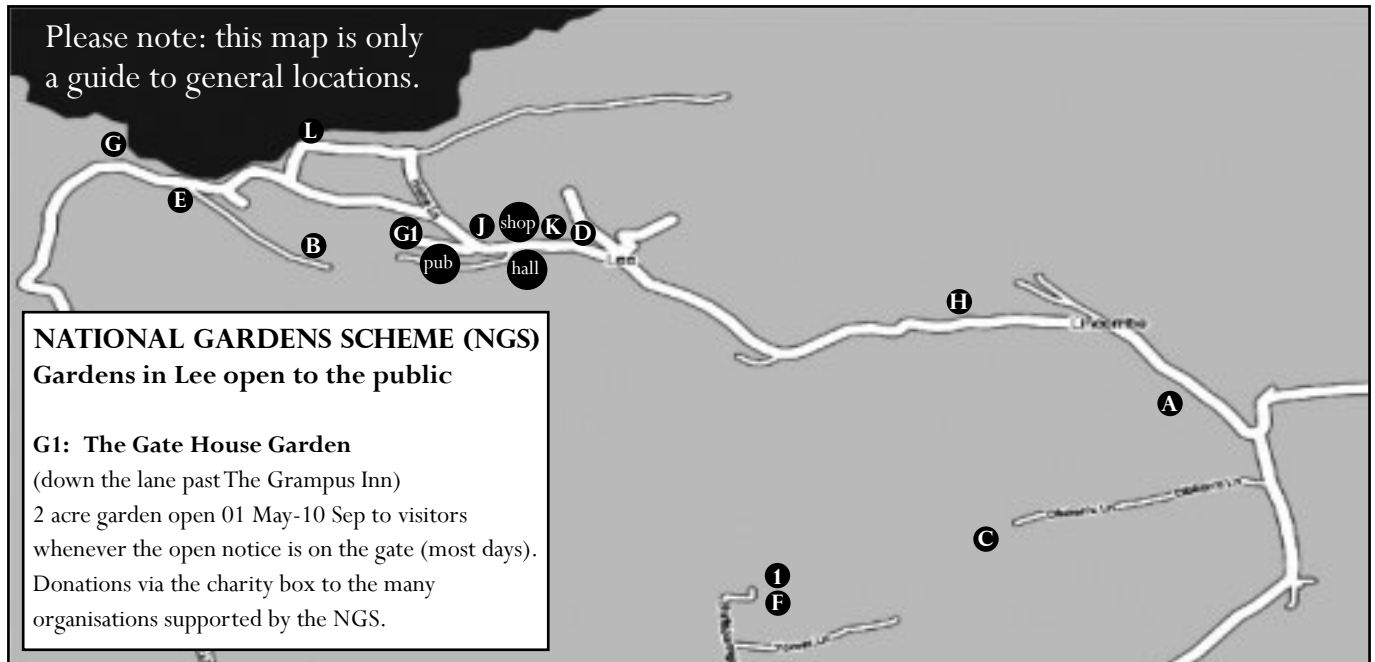 Please note: this map is only
a guide to general locations.
G
L
E
B
G1
J
shop
K
D
pub
hall
Lee
H
A
C
1
F
NATIONAL GARDENS SCHEME (NGS)
Gardens in Lee open to the public
G1: The Gate House Garden
(down the lane past The Grampus Inn)
2 acre garden open 01 May-10 Sep to visitors
whenever the open notice is on the gate (most days).
Donations via the charity box to the many
organisations supported by the NGS.